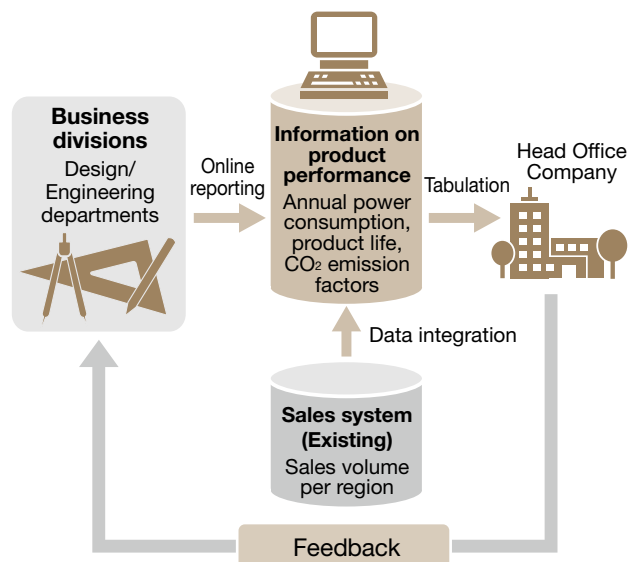 Business
divisions
Design/
Engineering
departments
Online
reporting
Information on
product
performance
Annual power
consumption,
product life,
CO₂ emission
factors
Tabulation
Head Office
Company
Data integration
Sales system
(Existing)
Sales volume
per region
Feedback